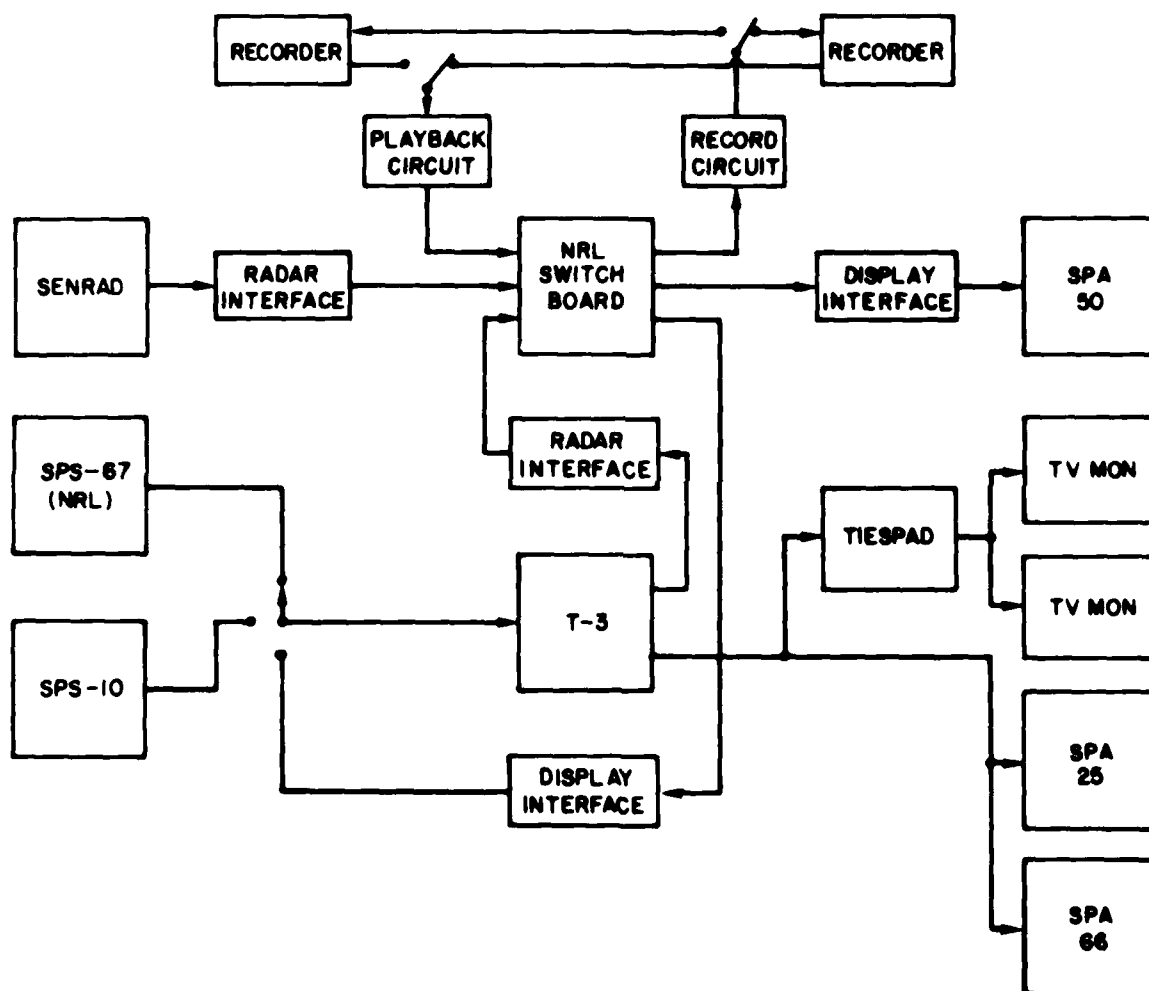 RECORDER
RECORDER
PLAYBACK
CIRCUIT
RECORD
CIRCUIT
SENRAD
RADAR
INTERFACE
NRL
SWITCH
BOARD
DISPLAY
INTERFACE
SPA
50
SPS-67
(NRL)
RADAR
INTERFACE
TV MON
TIESPAD
TV MON
T-3
SPS-10
SPA
25
DISPLAY
INTERFACE
SPA
66